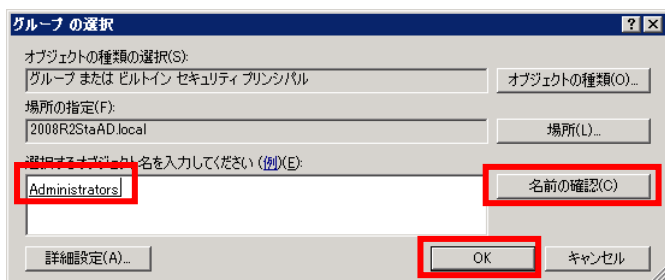 グループ の選択
オブジェクトの種類の選択(S):
グループ または ビルトイン セキュリティ プリンシパル
オブジェクトの種類(O)...
場所の指定(F):
2008R2StaAD.local
場所(L)...
選択するオブジェクト名を入力してください (例)(E):
Administrators
名前の確認(C)
詳細設定(A)...
OK
キャンセル